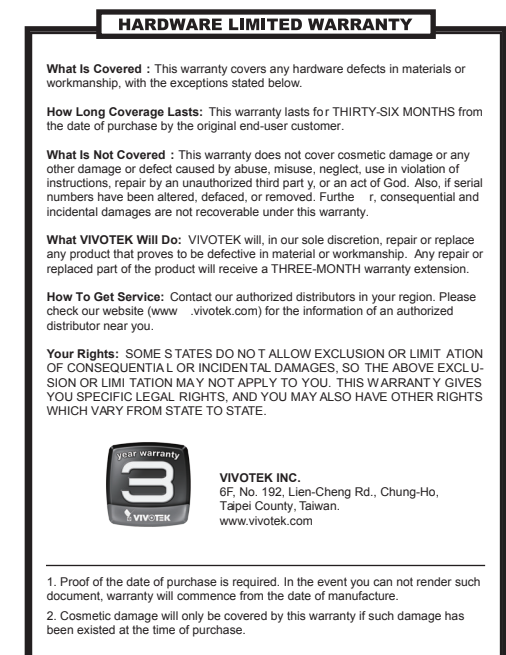 HARDWARE LIMITED WARRANTY
What Is Covered : This warranty covers any hardware defects in materials or
workmanship, with the exceptions stated below.
How Long Coverage Lasts: This warranty lasts for THIRTY-SIX MONTHS from
the date of purchase by the original end-user customer.
What Is Not Covered : This warranty does not cover cosmetic damage or any
other damage or defect caused by abuse, misuse, neglect, use in violation of
instructions, repair by an unauthorized third part y, or an act of God. Also, if serial
numbers have been altered, defaced, or removed. Furthe r, consequential and
incidental damages are not recoverable under this warranty.
What VIVOTEK Will Do: VIVOTEK will, in our sole discretion, repair or replace
any product that proves to be defective in material or workmanship. Any repair or
replaced part of the product will receive a THREE-MONTH warranty extension.
How To Get Service: Contact our authorized distributors in your region. Please
check our website (www .vivotek.com) for the information of an authorized
distributor near you.
Your Rights: SOME S TATES DO NO T ALLOW EXCLUSION OR LIMIT ATION
OF CONSEQUENTIA L OR INCIDEN TAL DAMAGES, SO THE ABOVE EXCLU-
SION OR LIMI TATION MA Y NOT APPLY TO YOU. THIS W ARRANT Y GIVES
YOU SPECIFIC LEGAL RIGHTS, AND YOU MAY ALSO HAVE OTHER RIGHTS
WHICH VARY FROM STATE TO STATE.
year warranty
3
VIVOTEK
VIVOTEK INC.
6F, No. 192, Lien-Cheng Rd., Chung-Ho,
Taipei County, Taiwan.
www.vivotek.com
1. Proof of the date of purchase is required. In the event you can not render such
document, warranty will commence from the date of manufacture.
2. Cosmetic damage will only be covered by this warranty if such damage has
been existed at the time of purchase.